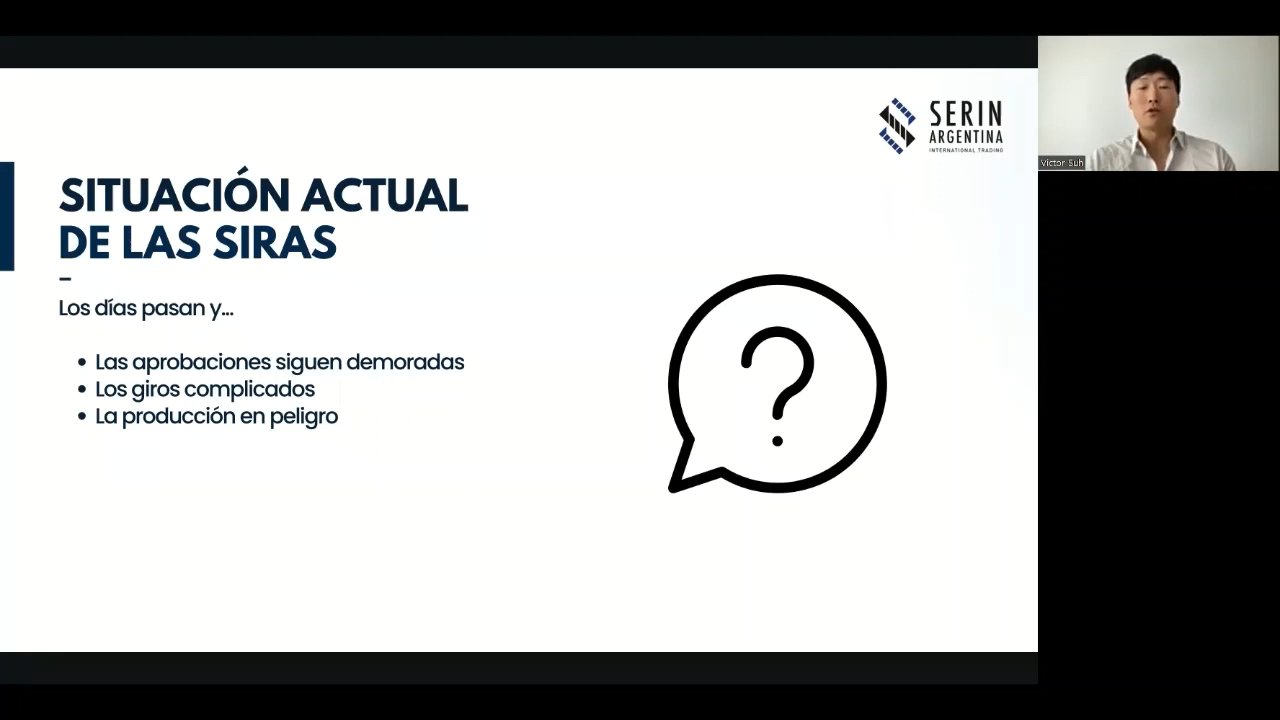 SERIN
ARGENTINA
INTERNATIONAL TRADING
Victor Suh
SITUACIÓN ACTUAL
DE LAS SIRAS
Los días pasan y...
• Las aprobaciones siguen demoradas
• Los giros complicados
• La producción en peligro
?